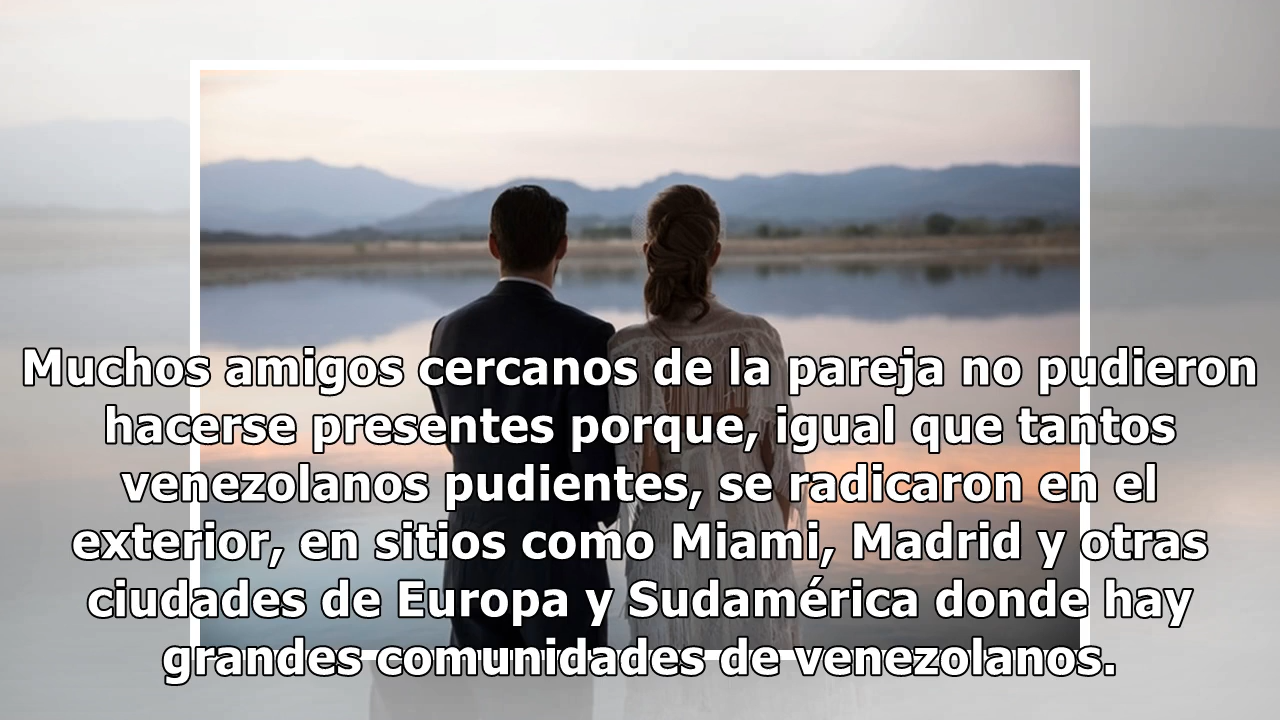 Muchos amigos cercanos de la pareja no pudieron
hacerse presentes porque, igual que tantos
venezolanos pudientes, se radicaron en el
exterior, en sitios como Miami, Madrid y otras
ciudades de Europa y Sudamérica donde hay
grandes comunidades de venezolanos.